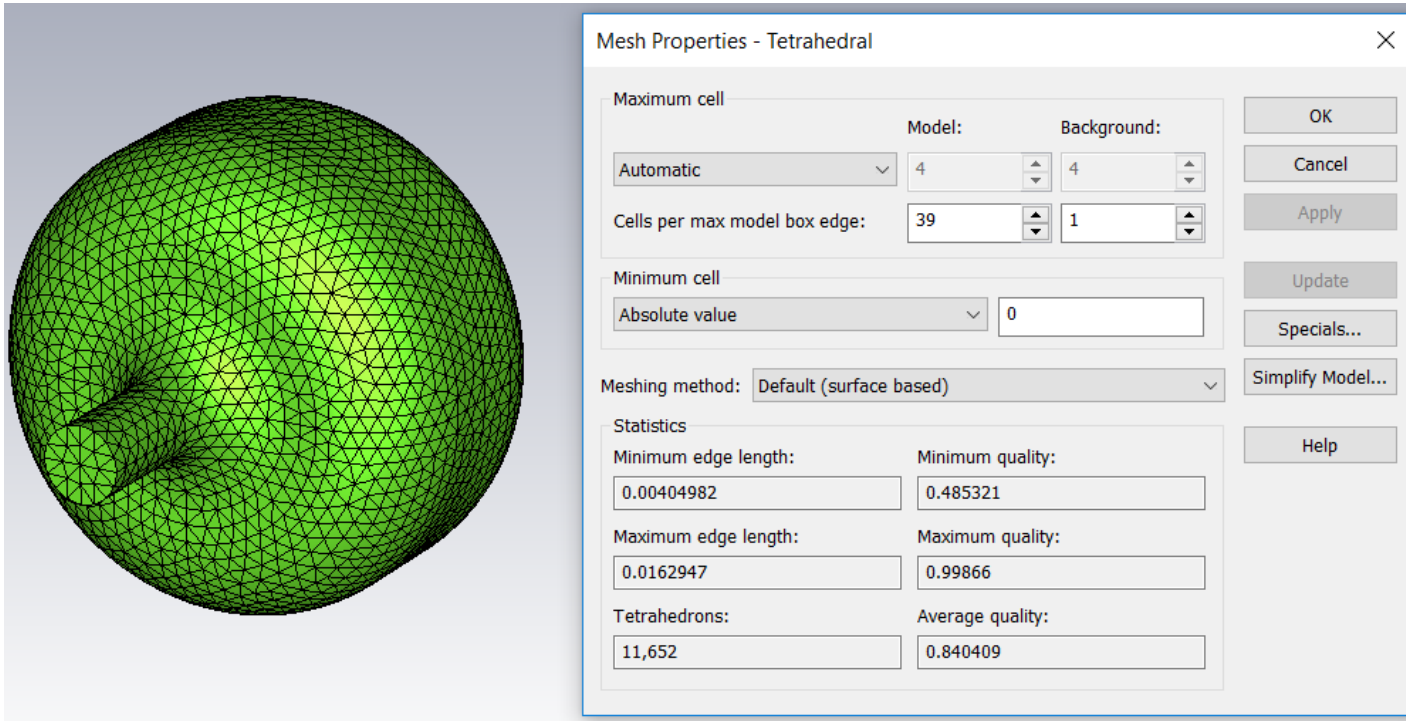 Mesh Properties - Tetrahedral
Maximum cell
Model: Background:
Automatic 4 4
Cells per max model box edge: 39 1
Minimum cell
Absolute value 0
Meshing method: Default (surface based)
Statistics
Minimum edge length: Minimum quality:
0.00404982 0.485321
Maximum edge length: Maximum quality:
0.0162947 0.99866
Tetrahedrons: Average quality:
11,652 0.840409
OK
Cancel
Apply
Update
Specials...
Simplify Model...
Help